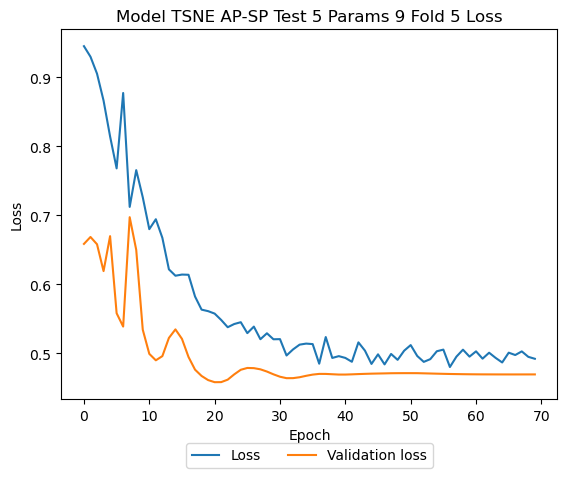 Model TSNE AP-SP Test 5 Params 9 Fold 5 Loss
Loss
0.9
0.8
0.7
0.6
0.5
0 10 20 30 40 50 60 70
Epoch
Loss Validation loss